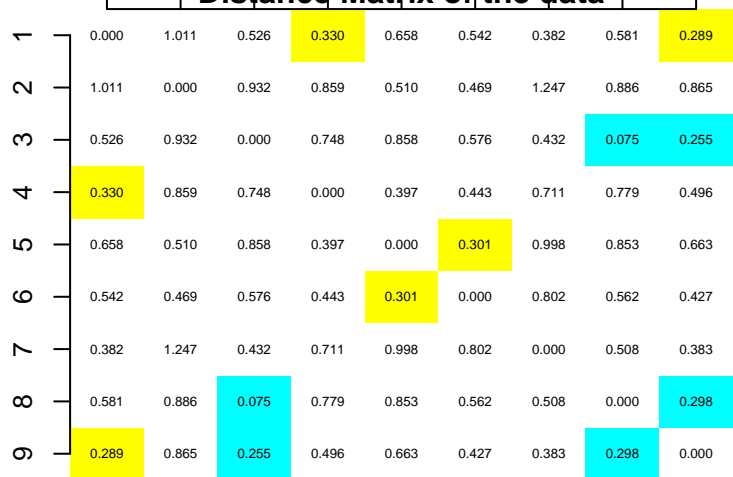 Distance Matrix of the data
1 0.000 1.011 0.526 0.330 0.658 0.542 0.382 0.581 0.289
2 1.011 0.000 0.932 0.859 0.510 0.469 1.247 0.886 0.865
3 0.526 0.932 0.000 0.748 0.858 0.576 0.432 0.075 0.255
4 0.330 0.859 0.748 0.000 0.397 0.443 0.711 0.779 0.496
5 0.658 0.510 0.858 0.397 0.000 0.301 0.998 0.853 0.663
6 0.542 0.469 0.576 0.443 0.301 0.000 0.802 0.562 0.427
7 0.382 1.247 0.432 0.711 0.998 0.802 0.000 0.508 0.383
8 0.581 0.886 0.075 0.779 0.853 0.562 0.508 0.000 0.298
9 0.289 0.865 0.255 0.496 0.663 0.427 0.383 0.298 0.000